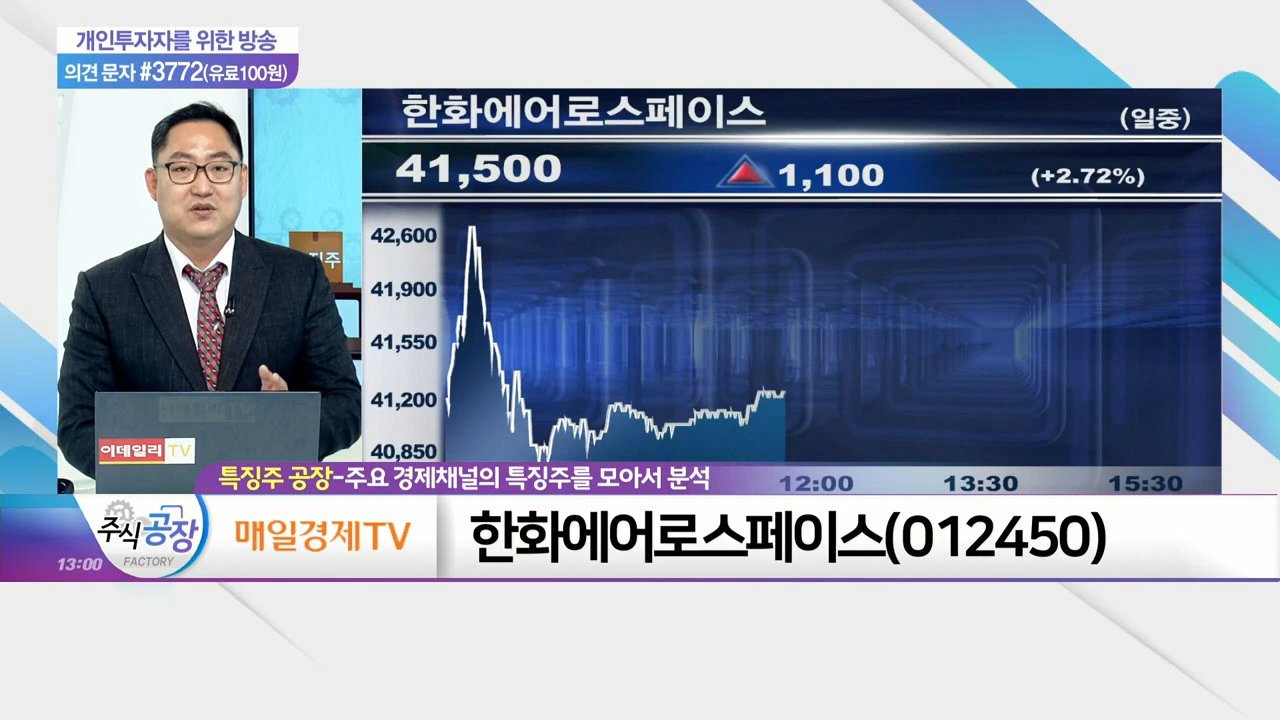 개인투자자를 위한 방송
의견 문자 #3772(유료100원)
한화에어로스페이스
(일중)
41,500
1,100
(+2.72%)
42,600
41,900
41,550
41,200
40,850
12:00
13:30
15:30
징주
이데일리 TV
특징주 공장-주요 경제채널의 특징주를 모아서 분석
주식공장
FACTORY
13:00
매일경제TV
한화에어로스페이스(012450)